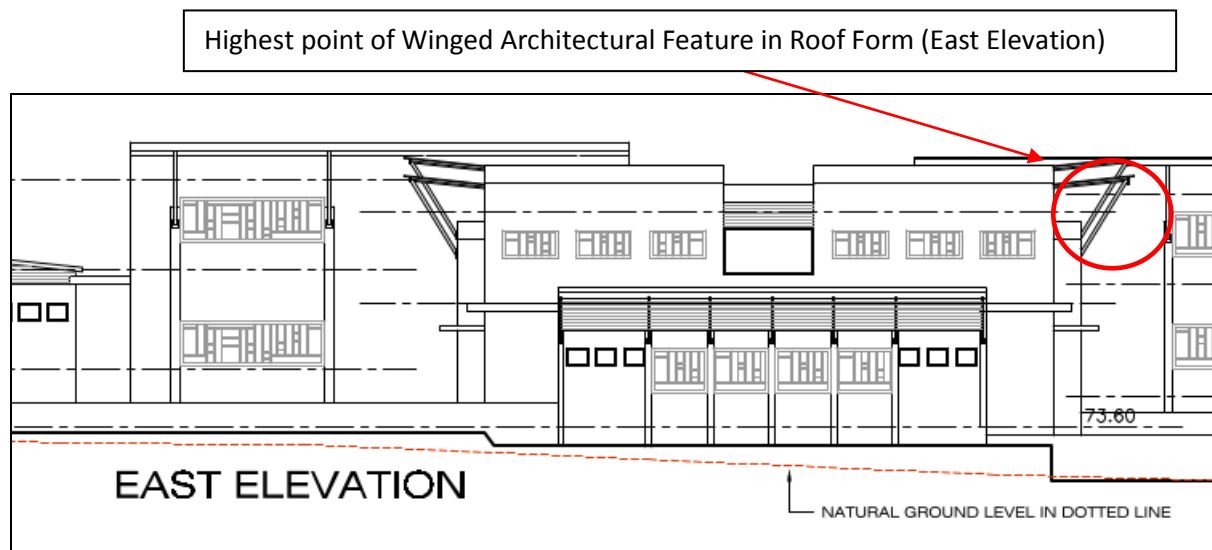 Highest point of Winged Architectural Feature in Roof Form (East Elevation)
73.60
EAST ELEVATION
NATURAL GROUND LEVEL IN DOTTED LINE